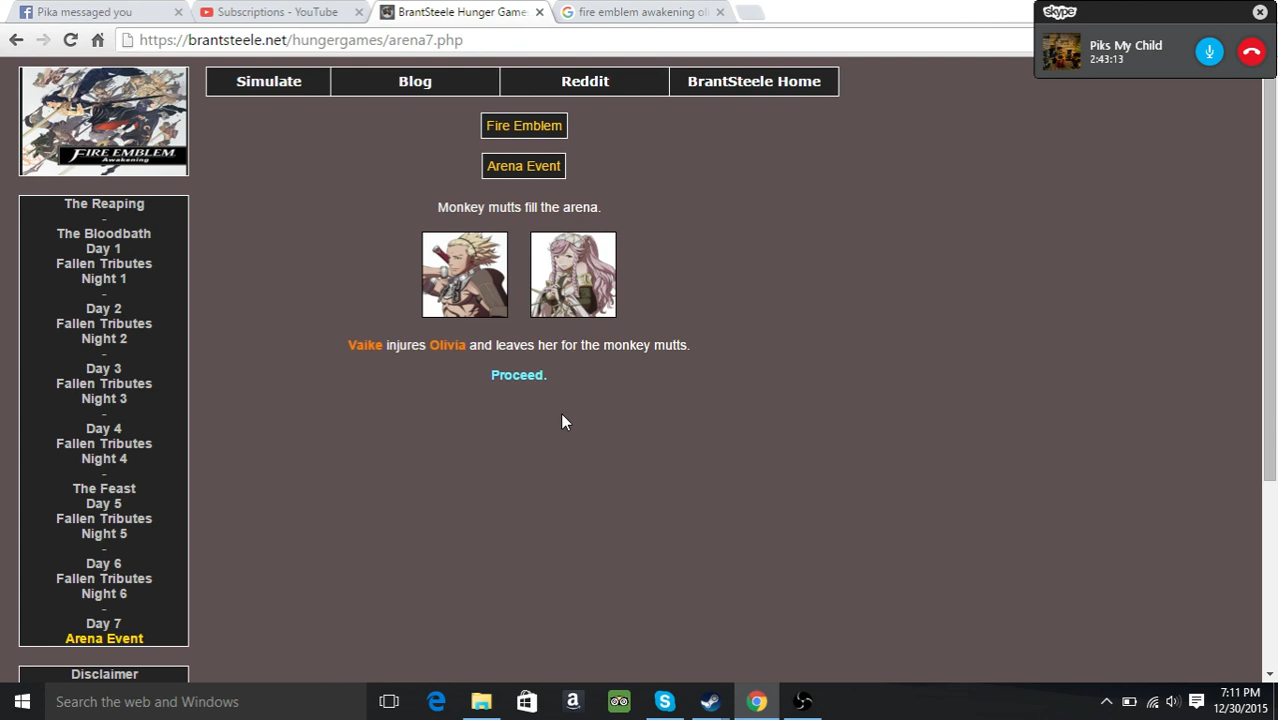 Pika messaged you
Subscriptions - YouTube
BrantSteele Hunger Game
fire emblem awakening oli
skype
Piks My Child
2:43:13
https://brantsteele.net/hungergames/arena7.php
FIRE EMBLEM
Awakening
Simulate
Blog
Reddit
BrantSteele Home
Fire Emblem
Arena Event
Monkey mutts fill the arena.
Vaike injures Olivia and leaves her for the monkey mutts.
Proceed.
The Reaping
-
The Bloodbath
Day 1
Fallen Tributes
Night 1
-
Day 2
Fallen Tributes
Night 2
-
Day 3
Fallen Tributes
Night 3
-
Day 4
Fallen Tributes
Night 4
-
The Feast
Day 5
Fallen Tributes
Night 5
-
Day 6
Fallen Tributes
Night 6
-
Day 7
Arena Event
Disclaimer
Search the web and Windows
7:11 PM
12/30/2015